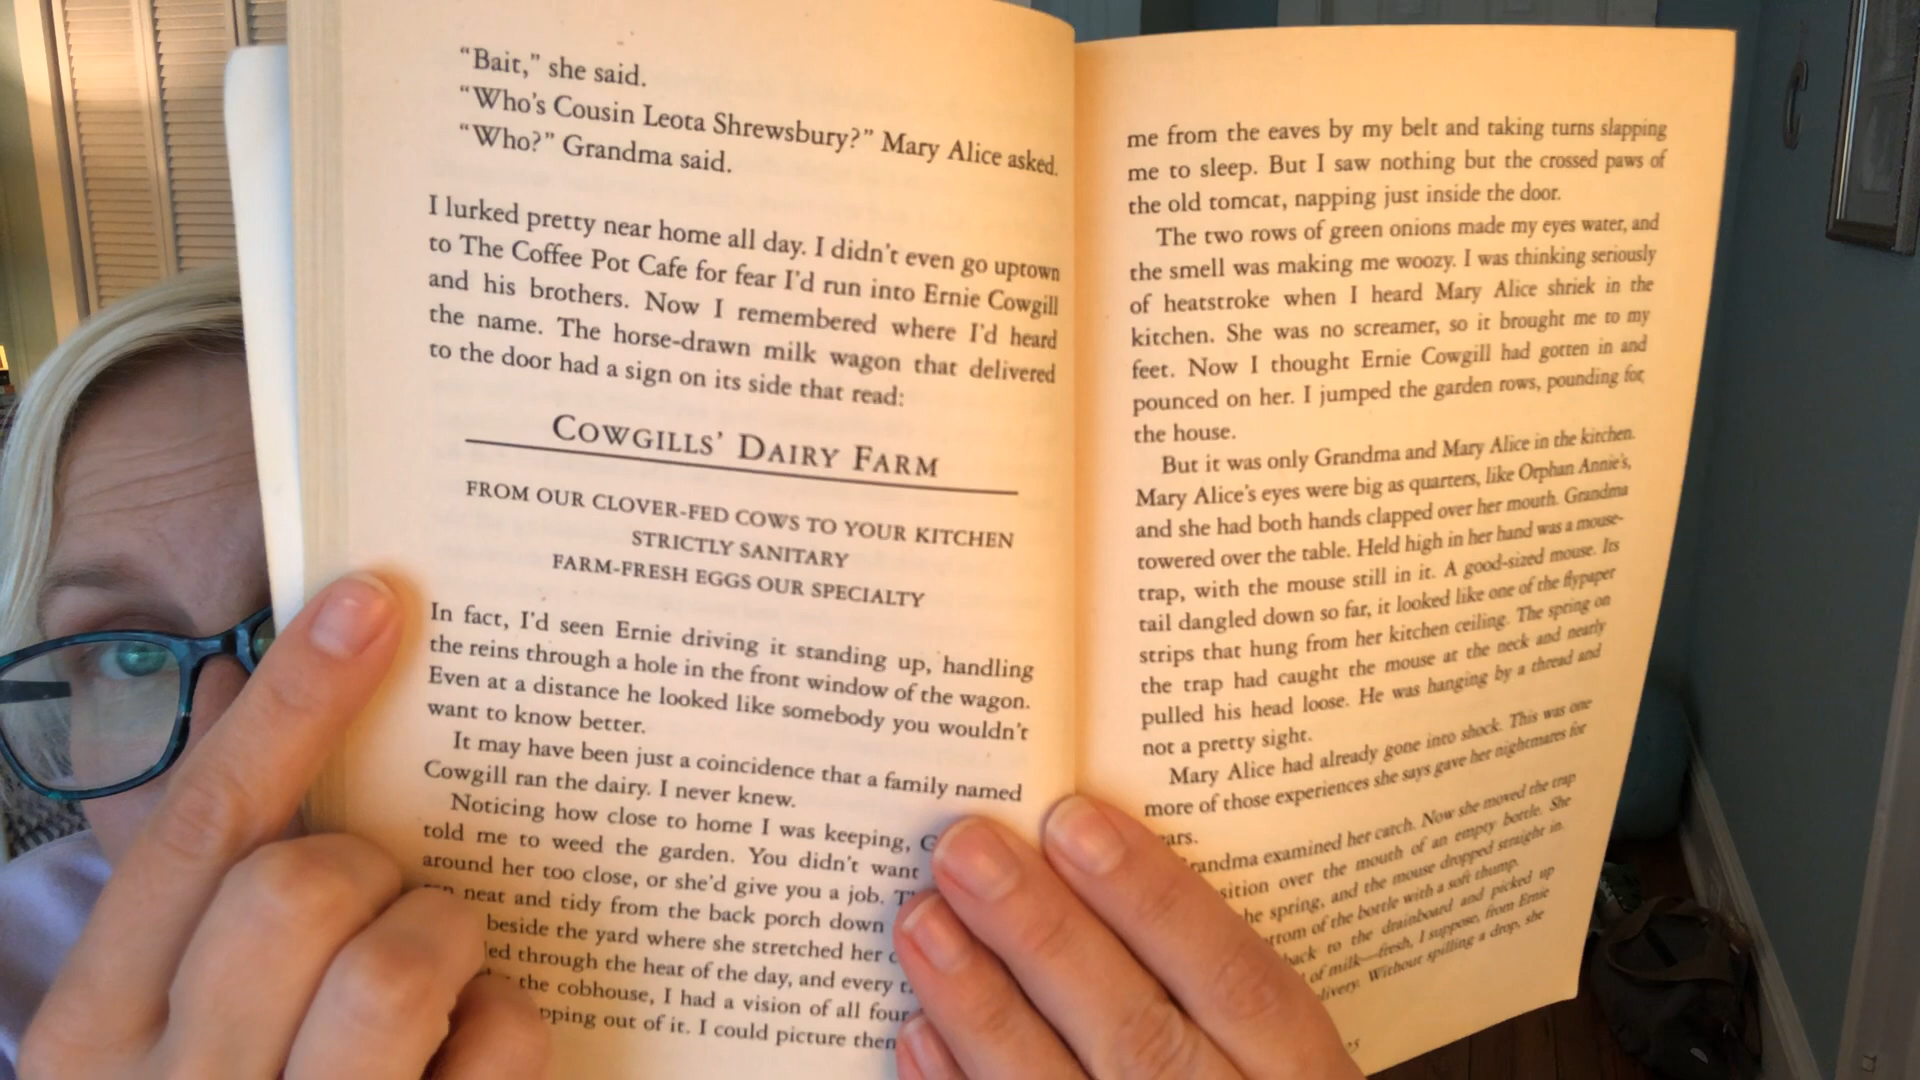 “Bait,” she said.
“Who’s Cousin Leota Shrewsbury?” Mary Alice asked.
“Who?” Grandma said.
I lurked pretty near home all day. I didn’t even go uptown
to The Coffee Pot Cafe for fear I’d run into Ernie Cowgill
and his brothers. Now I remembered where I’d heard
the name. The horse-drawn milk wagon that delivered
to the door had a sign on its side that read:
COWGILLS’ DAIRY FARM
FROM OUR CLOVER-FED COWS TO YOUR KITCHEN
STRICTLY SANITARY
FARM-FRESH EGGS OUR SPECIALTY
In fact, I’d seen Ernie driving it standing up, handling
the reins through a hole in the front window of the wagon.
Even at a distance he looked like somebody you wouldn’t
want to know better.
It may have been just a coincidence that a family named
Cowgill ran the dairy. I never knew.
Noticing how close to home I was keeping,
told me to weed the garden. You didn’t want
around her too close, or she’d give you a job.
neat and tidy from the back porch down
beside the yard where she stretched her
through the heat of the day, and every
the cobhouse, I had a vision of all four
out of it. I could picture
me from the eaves by my belt and taking turns slapping
me to sleep. But I saw nothing but the crossed paws of
the old tomcat, napping just inside the door.
The two rows of green onions made my eyes water, and
the smell was making me woozy. I was thinking seriously
of heatstroke when I heard Mary Alice shriek in the
kitchen. She was no screamer, so it brought me to my
feet. Now I thought Ernie Cowgill had gotten in and
pounced on her. I jumped the garden rows, pounding for
the house.
But it was only Grandma and Mary Alice in the kitchen.
Mary Alice’s eyes were big as quarters, like Orphan Annie’s,
and she had both hands clapped over her mouth. Grandma
towered over the table. Held high in her hand was a mouse-
trap, with the mouse still in it. A good-sized mouse. Its
tail dangled down so far, it looked like one of the flypaper
strips that hung from her kitchen ceiling. The spring on
the trap had caught the mouse at the neck and nearly
pulled his head loose. He was hanging by a thread and
not a pretty sight.
Mary Alice had already gone into shock. This was one
more of those experiences she says gave her nightmares for
examined her catch. Now she moved the trap
over the mouth of an empty bottle. She
spring, and the mouse dropped straight in.
of the bottle with a soft thump.
back to the drainboard and picked up
of milk—fresh, I suppose, from Ernie
Without spilling a drop, she